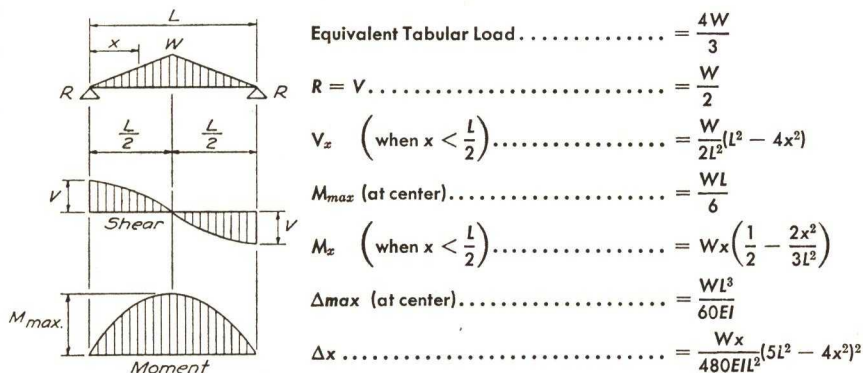 L
x
W
R
R
L/2
L/2
V
Shear
V
M max.
Moment
Equivalent Tabular Load .............. = 4W/3
R = V .............................. = W/2
Vₓ (when x < L/2) .................. = W/2L² (L² − 4x²)
Mₘₐₓ (at center) .................... = WL/6
Mₓ (when x < L/2) .................. = Wx(1/2 − 2x²/3L²)
Δmax (at center) .................... = WL³/60EI
Δx ................................ = Wx/480EIL² (5L² − 4x²)²